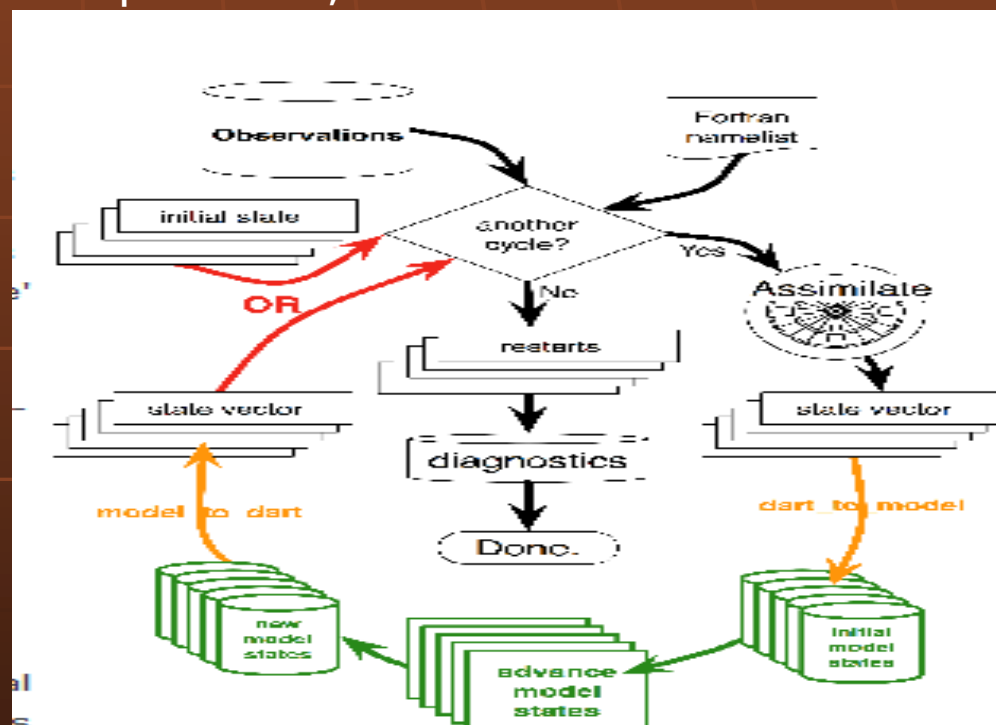 Observations
Fortran
namelist
initial state
another
cycle?
Yes
OR
No
Assimilate
restarts
state vector
state vector
diagnostics
model_to_dart
dart_to_model
Done.
new
model
states
initial
model
states
advance
model
states